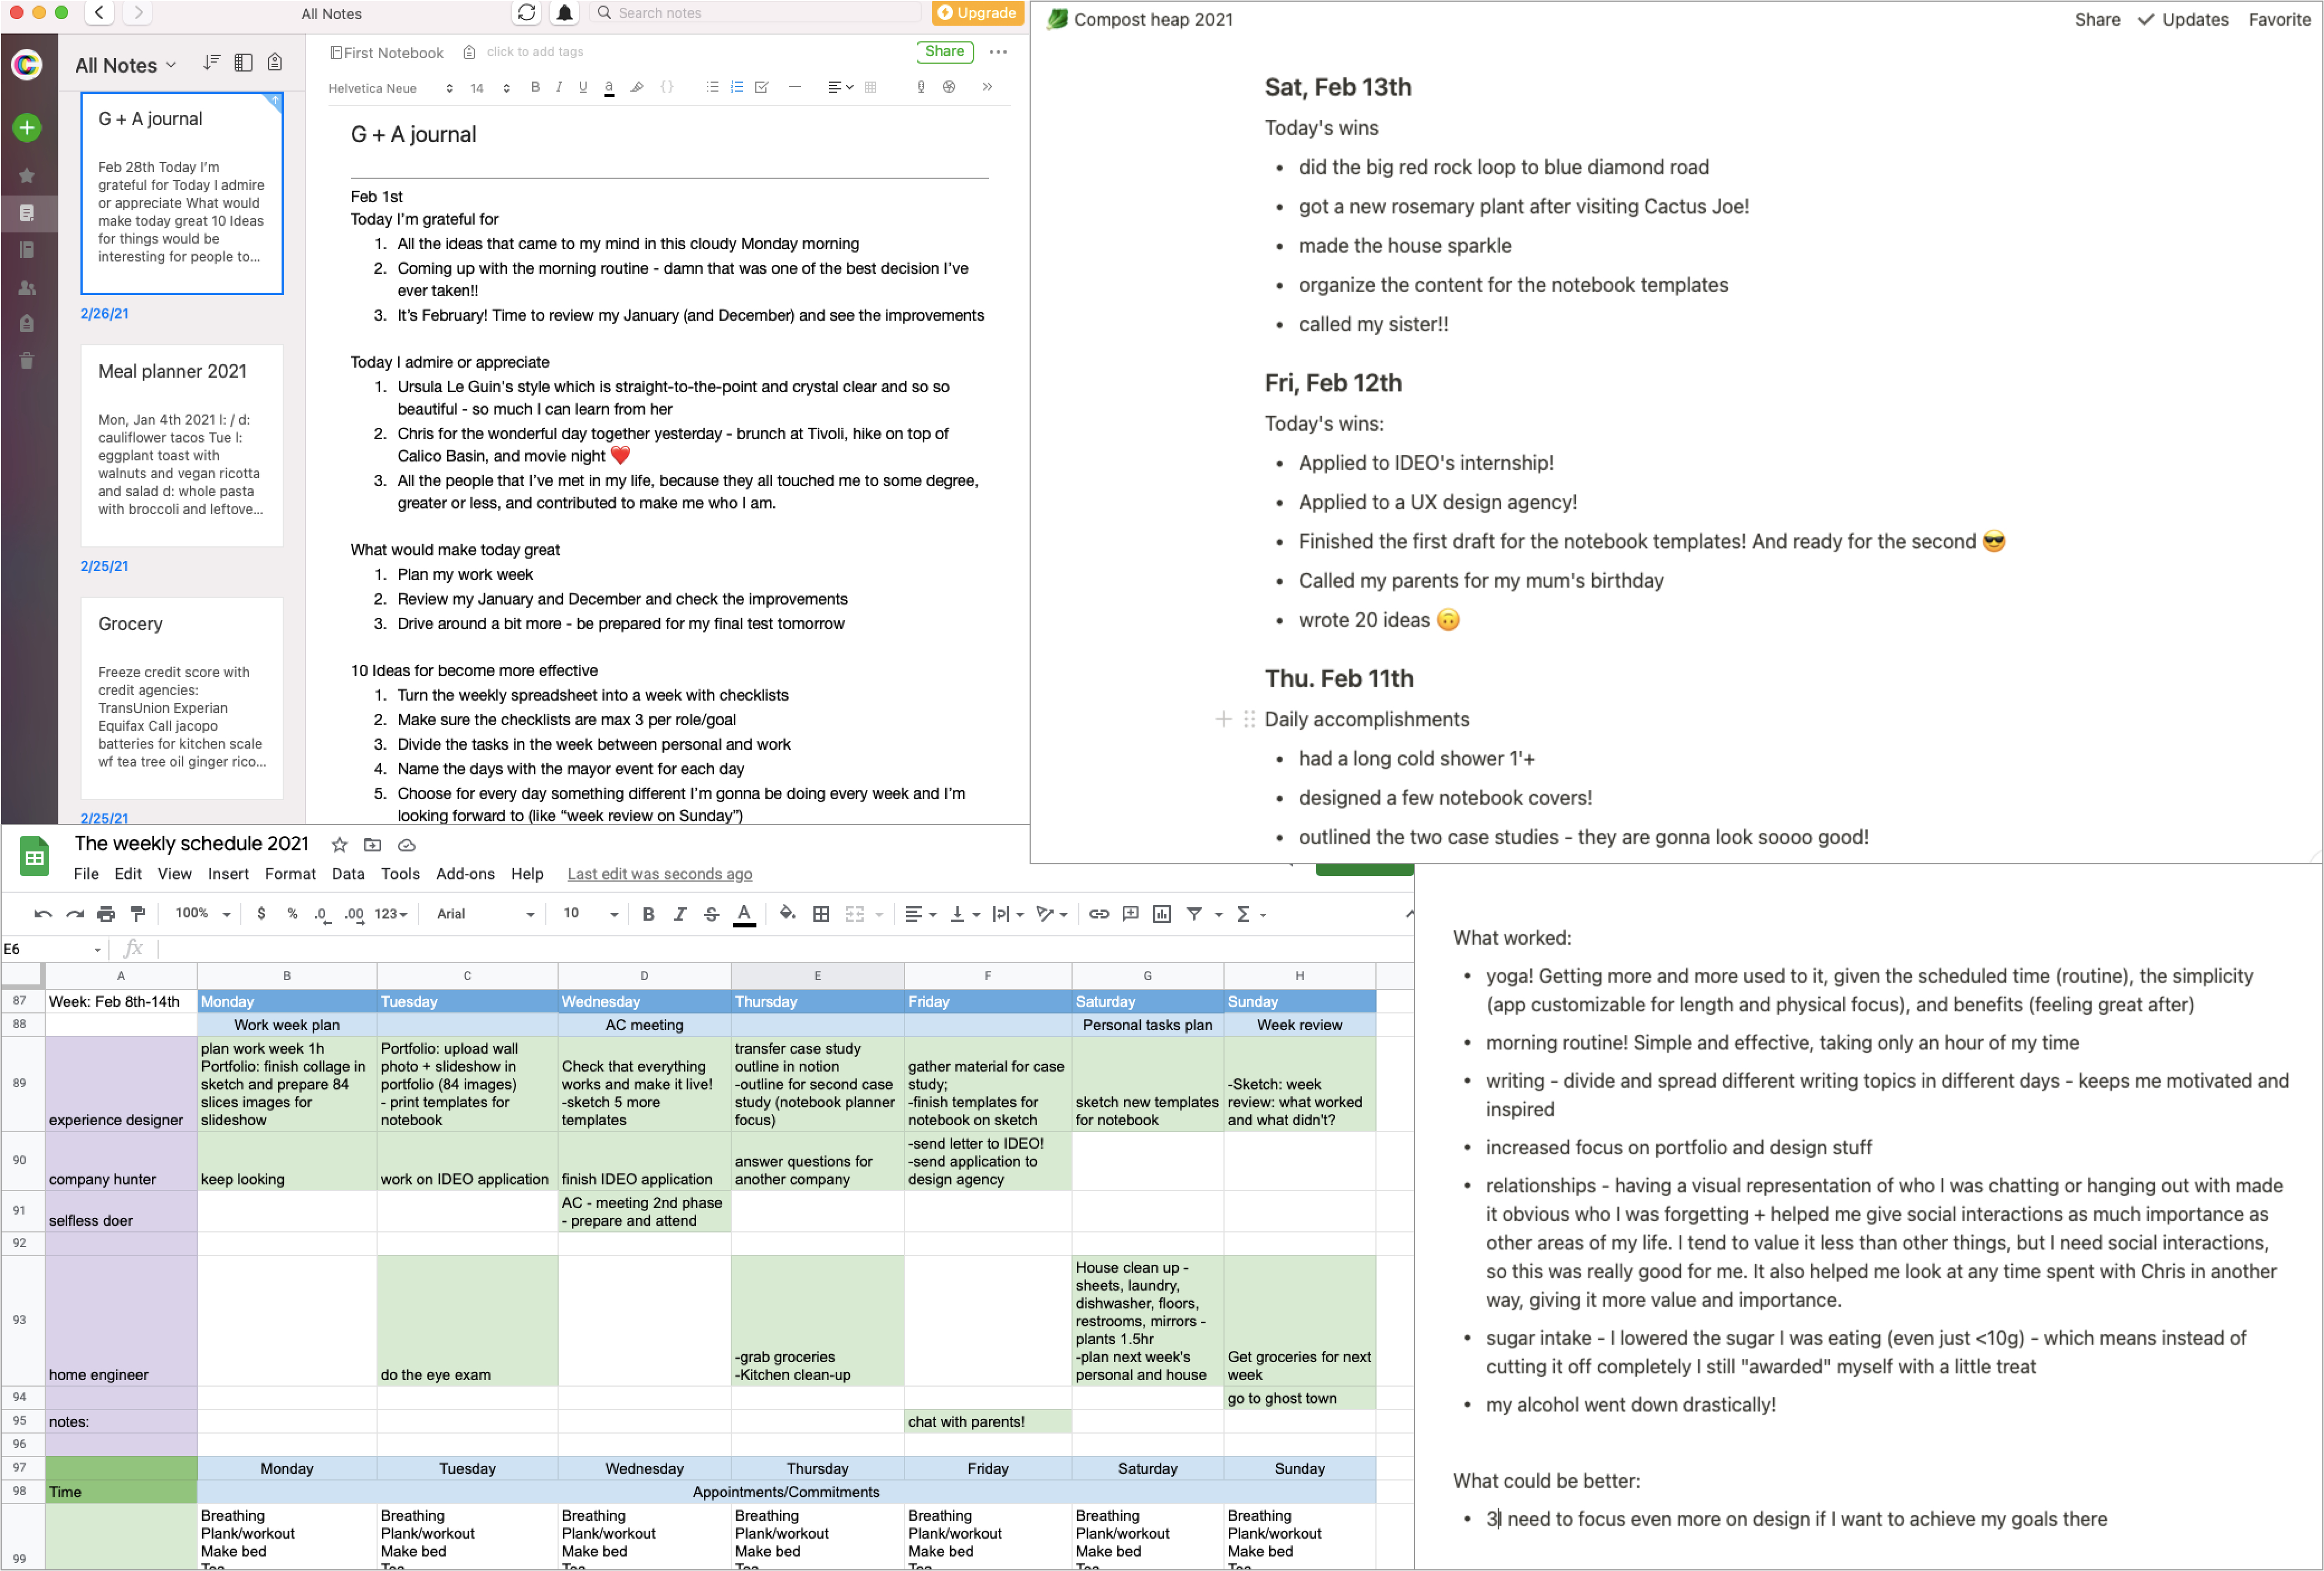 All Notes
Search notes
Upgrade
All Notes
G + A journal
Feb 28th Today I'm
grateful for Today I admire
or appreciate What would
make today great 10 Ideas
for things would be
interesting for people to...
2/26/21
Meal planner 2021
Mon, Jan 4th 2021 l: / d:
cauliflower tacos Tue l:
eggplant toast with
walnuts and vegan ricotta
and salad d: whole pasta
with broccoli and leftove...
2/25/21
Grocery
Freeze credit score with
credit agencies:
TransUnion Experian
Equifax Call jacopo
batteries for kitchen scale
wf tea tree oil ginger rico...
2/25/21
First Notebook
click to add tags
Share
Helvetica Neue
14
B I U a
G + A journal
Feb 1st
Today I'm grateful for
1. All the ideas that came to my mind in this cloudy Monday morning
2. Coming up with the morning routine - damn that was one of the best decision I've
ever taken!!
3. It's February! Time to review my January (and December) and see the improvements
Today I admire or appreciate
1. Ursula Le Guin's style which is straight-to-the-point and crystal clear and so so
beautiful - so much I can learn from her
2. Chris for the wonderful day together yesterday - brunch at Tivoli, hike on top of
Calico Basin, and movie night ❤️
3. All the people that I've met in my life, because they all touched me to some degree,
greater or less, and contributed to make me who I am.
What would make today great
1. Plan my work week
2. Review my January and December and check the improvements
3. Drive around a bit more - be prepared for my final test tomorrow
10 Ideas for become more effective
1. Turn the weekly spreadsheet into a week with checklists
2. Make sure the checklists are max 3 per role/goal
3. Divide the tasks in the week between personal and work
4. Name the days with the mayor event for each day
5. Choose for every day something different I'm gonna be doing every week and I'm
looking forward to (like “week review on Sunday”)
Compost heap 2021
Share ✓ Updates Favorite
Sat, Feb 13th
Today's wins
• did the big red rock loop to blue diamond road
• got a new rosemary plant after visiting Cactus Joe!
• made the house sparkle
• organize the content for the notebook templates
• called my sister!!
Fri, Feb 12th
Today's wins:
• Applied to IDEO's internship!
• Applied to a UX design agency!
• Finished the first draft for the notebook templates! And ready for the second 😎
• Called my parents for my mum's birthday
• wrote 20 ideas 🙃
Thu. Feb 11th
Daily accomplishments
• had a long cold shower 1'+
• designed a few notebook covers!
• outlined the two case studies - they are gonna look soooo good!
The weekly schedule 2021
File Edit View Insert Format Data Tools Add-ons Help Last edit was seconds ago
100% $ % .0 .00 123 Arial 10 B I S A
E6 fx
A B C D E F G H
87 Week: Feb 8th-14th Monday Tuesday Wednesday Thursday Friday Saturday Sunday
88 Work week plan AC meeting Personal tasks plan Week review
89
experience designer
plan work week 1h
Portfolio: finish collage in
sketch and prepare 84
slices images for
slideshow
Portfolio: upload wall
photo + slideshow in
portfolio (84 images)
- print templates for
notebook
Check that everything
works and make it live!
-sketch 5 more
templates
transfer case study
outline in notion
-outline for second case
study (notebook planner
focus)
gather material for case
study;
-finish templates for
notebook on sketch
sketch new templates
for notebook
-Sketch: week
review: what worked
and what didn't?
90
company hunter
keep looking
work on IDEO application
finish IDEO application
answer questions for
another company
-send letter to IDEO!
-send application to
design agency
91
selfless doer
AC - meeting 2nd phase
- prepare and attend
92
93
home engineer
do the eye exam
-grab groceries
-Kitchen clean-up
House clean up -
sheets, laundry,
dishwasher, floors,
restrooms, mirrors -
plants 1.5hr
-plan next week's
personal and house
Get groceries for next
week
94 go to ghost town
95 notes: chat with parents!
96
97 Monday Tuesday Wednesday Thursday Friday Saturday Sunday
98 Time Appointments/Commitments
99
Breathing Breathing Breathing Breathing Breathing Breathing Breathing
Plank/workout Plank/workout Plank/workout Plank/workout Plank/workout Plank/workout Plank/workout
Make bed Make bed Make bed Make bed Make bed Make bed Make bed
Tea Tea Tea Tea Tea Tea Tea
What worked:
• yoga! Getting more and more used to it, given the scheduled time (routine), the simplicity
(app customizable for length and physical focus), and benefits (feeling great after)
• morning routine! Simple and effective, taking only an hour of my time
• writing - divide and spread different writing topics in different days - keeps me motivated and
inspired
• increased focus on portfolio and design stuff
• relationships - having a visual representation of who I was chatting or hanging out with made
it obvious who I was forgetting + helped me give social interactions as much importance as
other areas of my life. I tend to value it less than other things, but I need social interactions,
so this was really good for me. It also helped me look at any time spent with Chris in another
way, giving it more value and importance.
• sugar intake - I lowered the sugar I was eating (even just <10g) - which means instead of
cutting it off completely I still "awarded" myself with a little treat
• my alcohol went down drastically!
What could be better:
• 3I need to focus even more on design if I want to achieve my goals there